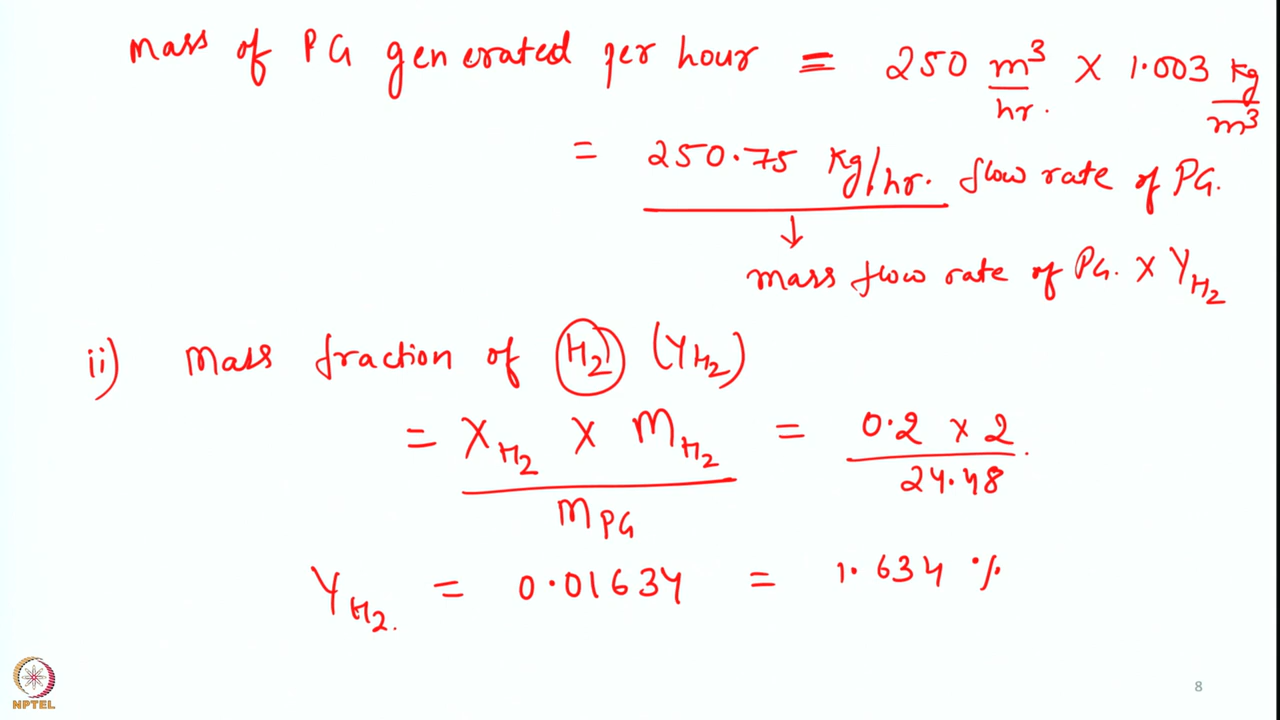 Mass of PG generated per hour = 250 m³/hr. × 1.003 kg/m³
= 250.75 kg/hr. flow rate of PG.
↓
mass flow rate of PG. × Y_H₂
ii) Mass fraction of H₂ (Y_H₂)
= X_H₂ × M_H₂ / M_PG = 0.2 × 2 / 24.48
Y_H₂. = 0.01634 = 1.634 %
NPTEL
8